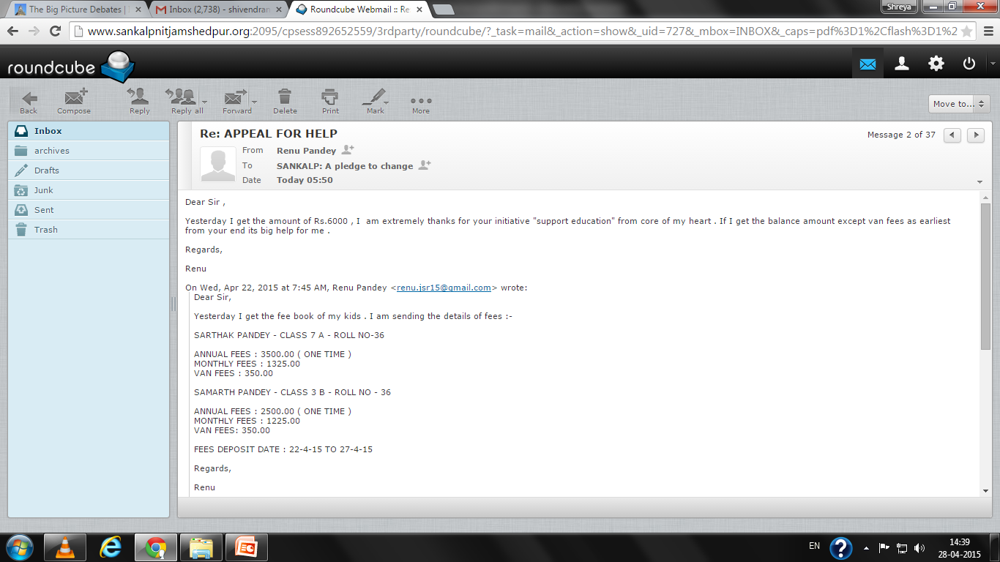 The Big Picture Debates |
Inbox (2,738) - shivendran
Roundcube Webmail :: Re
Shreya
www.sankalpnitjamshedpur.org:2095/cpsess892652559/3rdparty/roundcube/?_task=mail&_action=show&_uid=727&_mbox=INBOX&_caps=pdf%3D1%2Cflash%3D1%2
roundcube
Back
Compose
Reply
Reply all
Forward
Delete
Print
Mark
More
Move to...
Inbox
archives
Drafts
Junk
Sent
Trash
Re: APPEAL FOR HELP
Message 2 of 37
From Renu Pandey
To SANKALP: A pledge to change
Date Today 05:50
Dear Sir ,
Yesterday I get the amount of Rs.6000 , I am extremely thanks for your initiative "support education" from core of my heart . If I get the balance amount except van fees as earliest
from your end its big help for me .
Regards,
Renu
On Wed, Apr 22, 2015 at 7:45 AM, Renu Pandey <renu.jsr15@gmail.com> wrote:
Dear Sir,
Yesterday I get the fee book of my kids . I am sending the details of fees :-
SARTHAK PANDEY - CLASS 7 A - ROLL NO-36
ANNUAL FEES : 3500.00 ( ONE TIME )
MONTHLY FEES : 1325.00
VAN FEES : 350.00
SAMARTH PANDEY - CLASS 3 B - ROLL NO - 36
ANNUAL FEES : 2500.00 ( ONE TIME )
MONTHLY FEES : 1225.00
VAN FEES: 350.00
FEES DEPOSIT DATE : 22-4-15 TO 27-4-15
Regards,
Renu
EN
14:39
28-04-2015